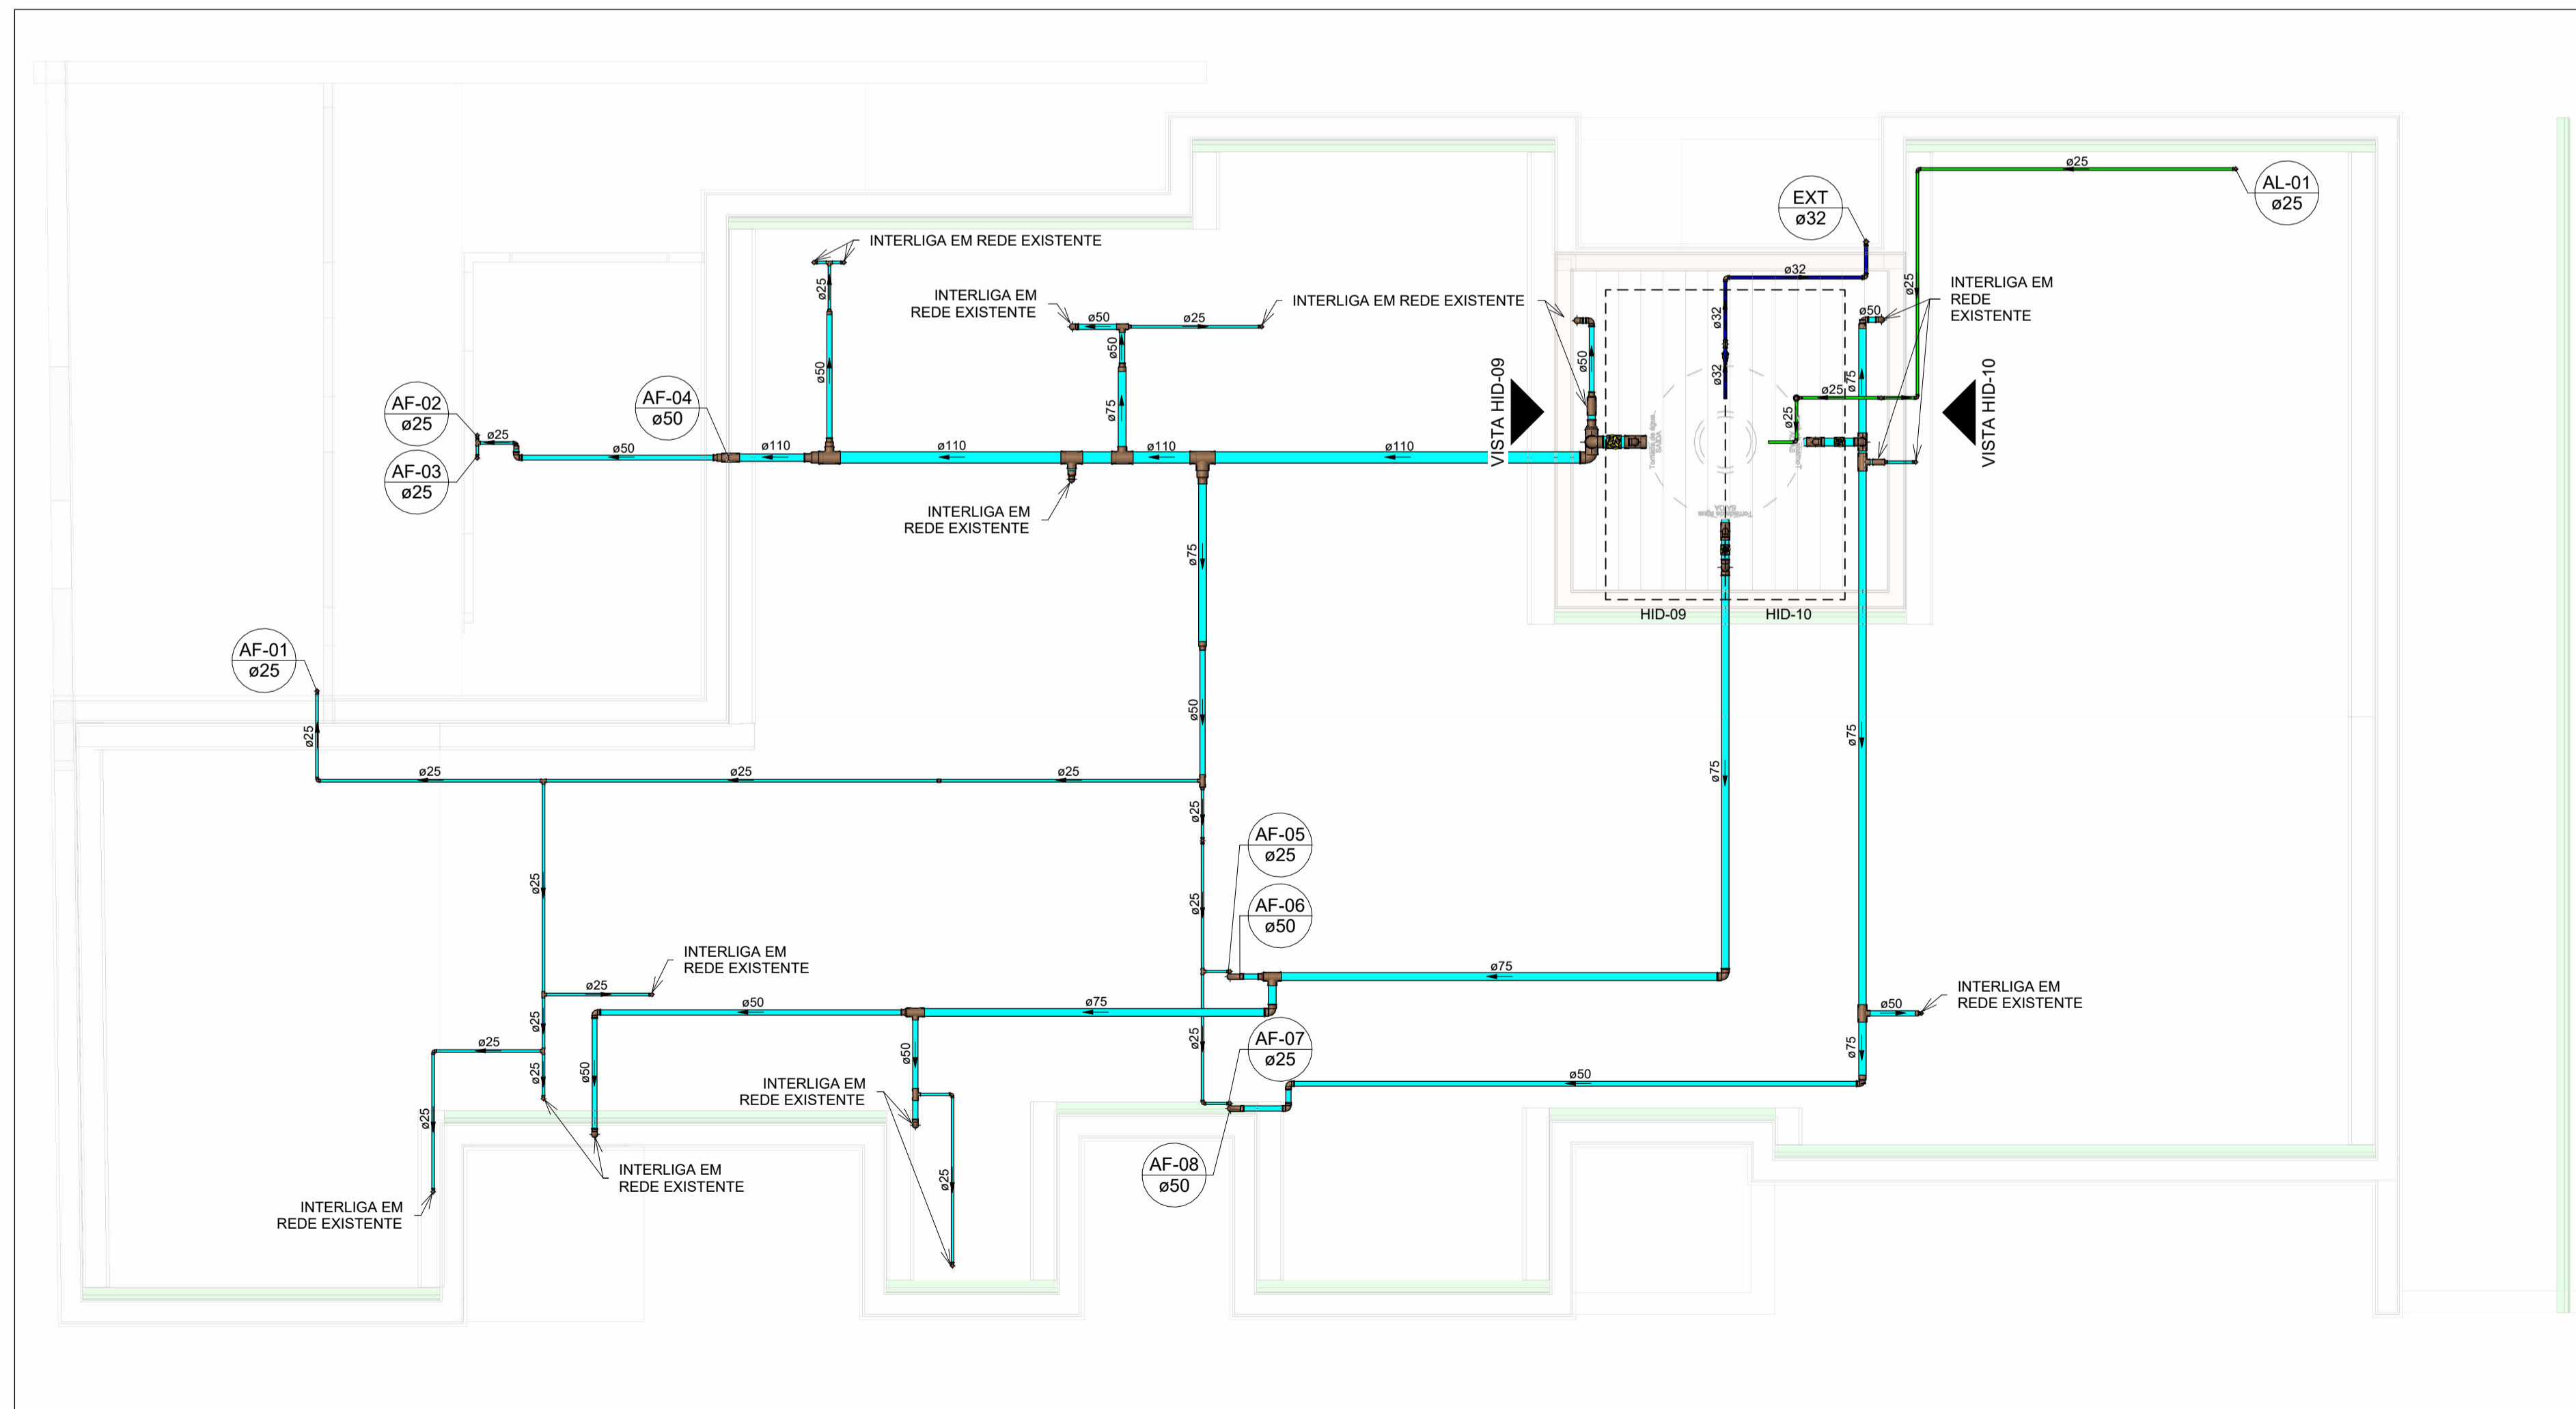 ø25
AL-01
ø25
EXT
ø32
INTERLIGA EM REDE EXISTENTE
ø32
ø25
INTERLIGA EM
REDE
EXISTENTE
ø25
INTERLIGA EM
REDE EXISTENTE
INTERLIGA EM REDE EXISTENTE
ø50
ø25
ø32
ø50
ø50
ø50
ø50
ø75
ø32
ø75
VISTA HID-09
VISTA HID-10
AF-02
ø25
AF-04
ø50
ø25
ø25
ø25
ø50
ø110
ø110
ø110
ø110
AF-03
ø25
INTERLIGA EM
REDE EXISTENTE
ø75
HID-09
HID-10
AF-01
ø25
ø50
ø25
ø75
ø75
ø25
ø25
ø25
ø25
AF-05
ø25
ø25
AF-06
ø50
ø25
INTERLIGA EM
REDE EXISTENTE
ø75
ø25
INTERLIGA EM
REDE EXISTENTE
ø50
ø75
ø50
ø25
ø25
AF-07
ø25
ø25
ø50
ø75
ø50
ø25
ø50
INTERLIGA EM
REDE EXISTENTE
ø25
AF-08
ø50
INTERLIGA EM
REDE EXISTENTE
ø25
INTERLIGA EM
REDE EXISTENTE